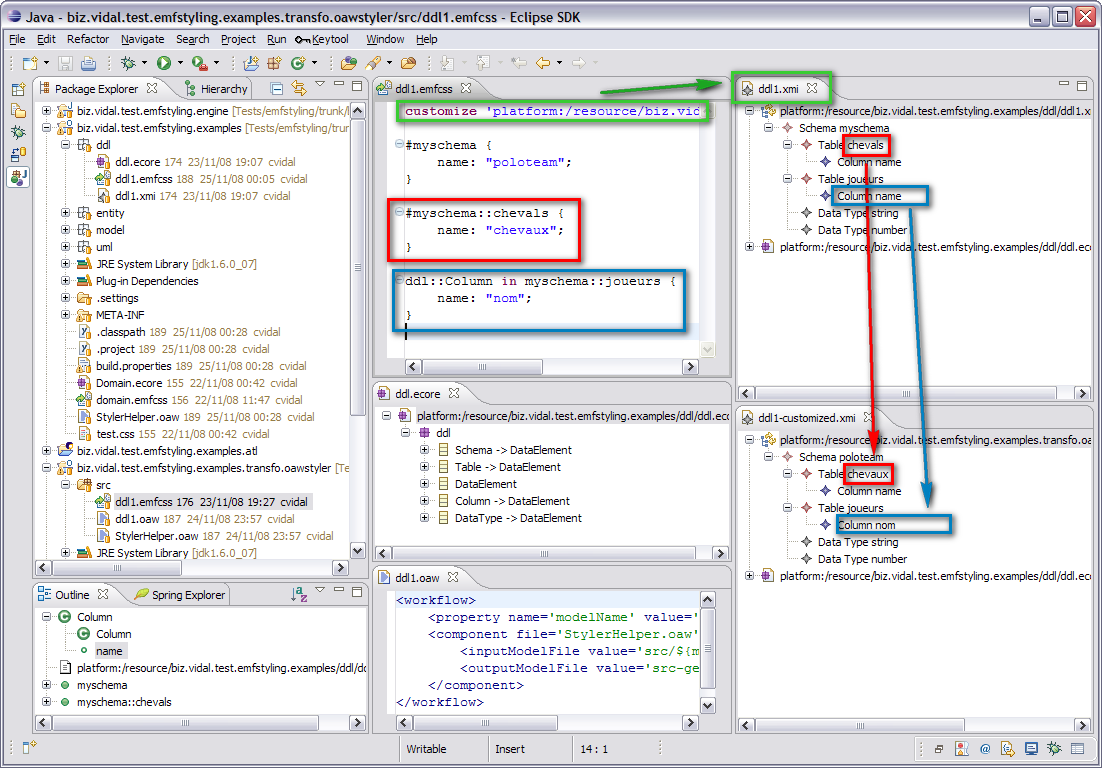 Java - biz.vidal.test.emfstyling.examples.transfo.oawstyler/src/ddl1.emfcss - Eclipse SDK
File Edit Refactor Navigate Search Project Run Keytool Window Help
Package Explorer Hierarchy
biz.vidal.test.emfstyling.engine [Tests/emfstyling/trunk/
biz.vidal.test.emfstyling.examples [Tests/emfstyling/trur
ddl
ddl.ecore 174 23/11/08 19:07 cvidal
ddl1.emfcss 188 25/11/08 00:05 cvidal
ddl1.xmi 174 23/11/08 19:07 cvidal
entity
model
uml
JRE System Library [jdk1.6.0_07]
Plug-in Dependencies
.settings
META-INF
.classpath 189 25/11/08 00:28 cvidal
.project 189 25/11/08 00:28 cvidal
build.properties 189 25/11/08 00:28 cvidal
Domain.ecore 155 22/11/08 00:42 cvidal
domain.emfcss 156 22/11/08 11:47 cvidal
StylerHelper.oaw 189 25/11/08 00:28 cvidal
test.css 155 22/11/08 00:42 cvidal
biz.vidal.test.emfstyling.examples.atl
biz.vidal.test.emfstyling.examples.transfo.oawstyler [Te
src
ddl1.emfcss 176 23/11/08 19:27 cvidal
ddl1.oaw 187 24/11/08 23:57 cvidal
StylerHelper.oaw 187 24/11/08 23:57 cvidal
JRE System Library [jdk1.6.0_07]
Outline Spring Explorer
Column
Column
name
platform:/resource/biz.vidal.test.emfstyling.examples/ddl/dd
myschema
myschema::chevals
ddl1.emfcss
customize 'platform:/resource/biz.vid
#myschema {
name: "poloteam";
}
#myschema::chevals {
name: "chevaux";
}
ddl::Column in myschema::joueurs {
name: "nom";
}
ddl.ecore
platform:/resource/biz.vidal.test.emfstyling.examples/ddl/ddl.eco
ddl
Schema -> DataElement
Table -> DataElement
DataElement
Column -> DataElement
DataType -> DataElement
ddl1.oaw
<workflow>
<property name='modelName' value='
<component file='StylerHelper.oaw'
<inputModelFile value='src/${m
<outputModelFile value='src-ge
</component>
</workflow>
ddl1.xmi
platform:/resource/biz.vidal.test.emfstyling.examples/ddl/ddl1.x
Schema myschema
Table chevals
Column name
Table joueurs
Column name
Data Type string
Data Type number
platform:/resource/biz.vidal.test.emfstyling.examples/ddl/ddl.ec
ddl1-customized.xmi
platform:/resource/biz.vidal.test.emfstyling.examples.transfo.oa
Schema poloteam
Table chevaux
Column name
Table joueurs
Column nom
Data Type string
Data Type number
platform:/resource/biz.vidal.test.emfstyling.examples/ddl/ddl.ec
Writable Insert 14 : 1